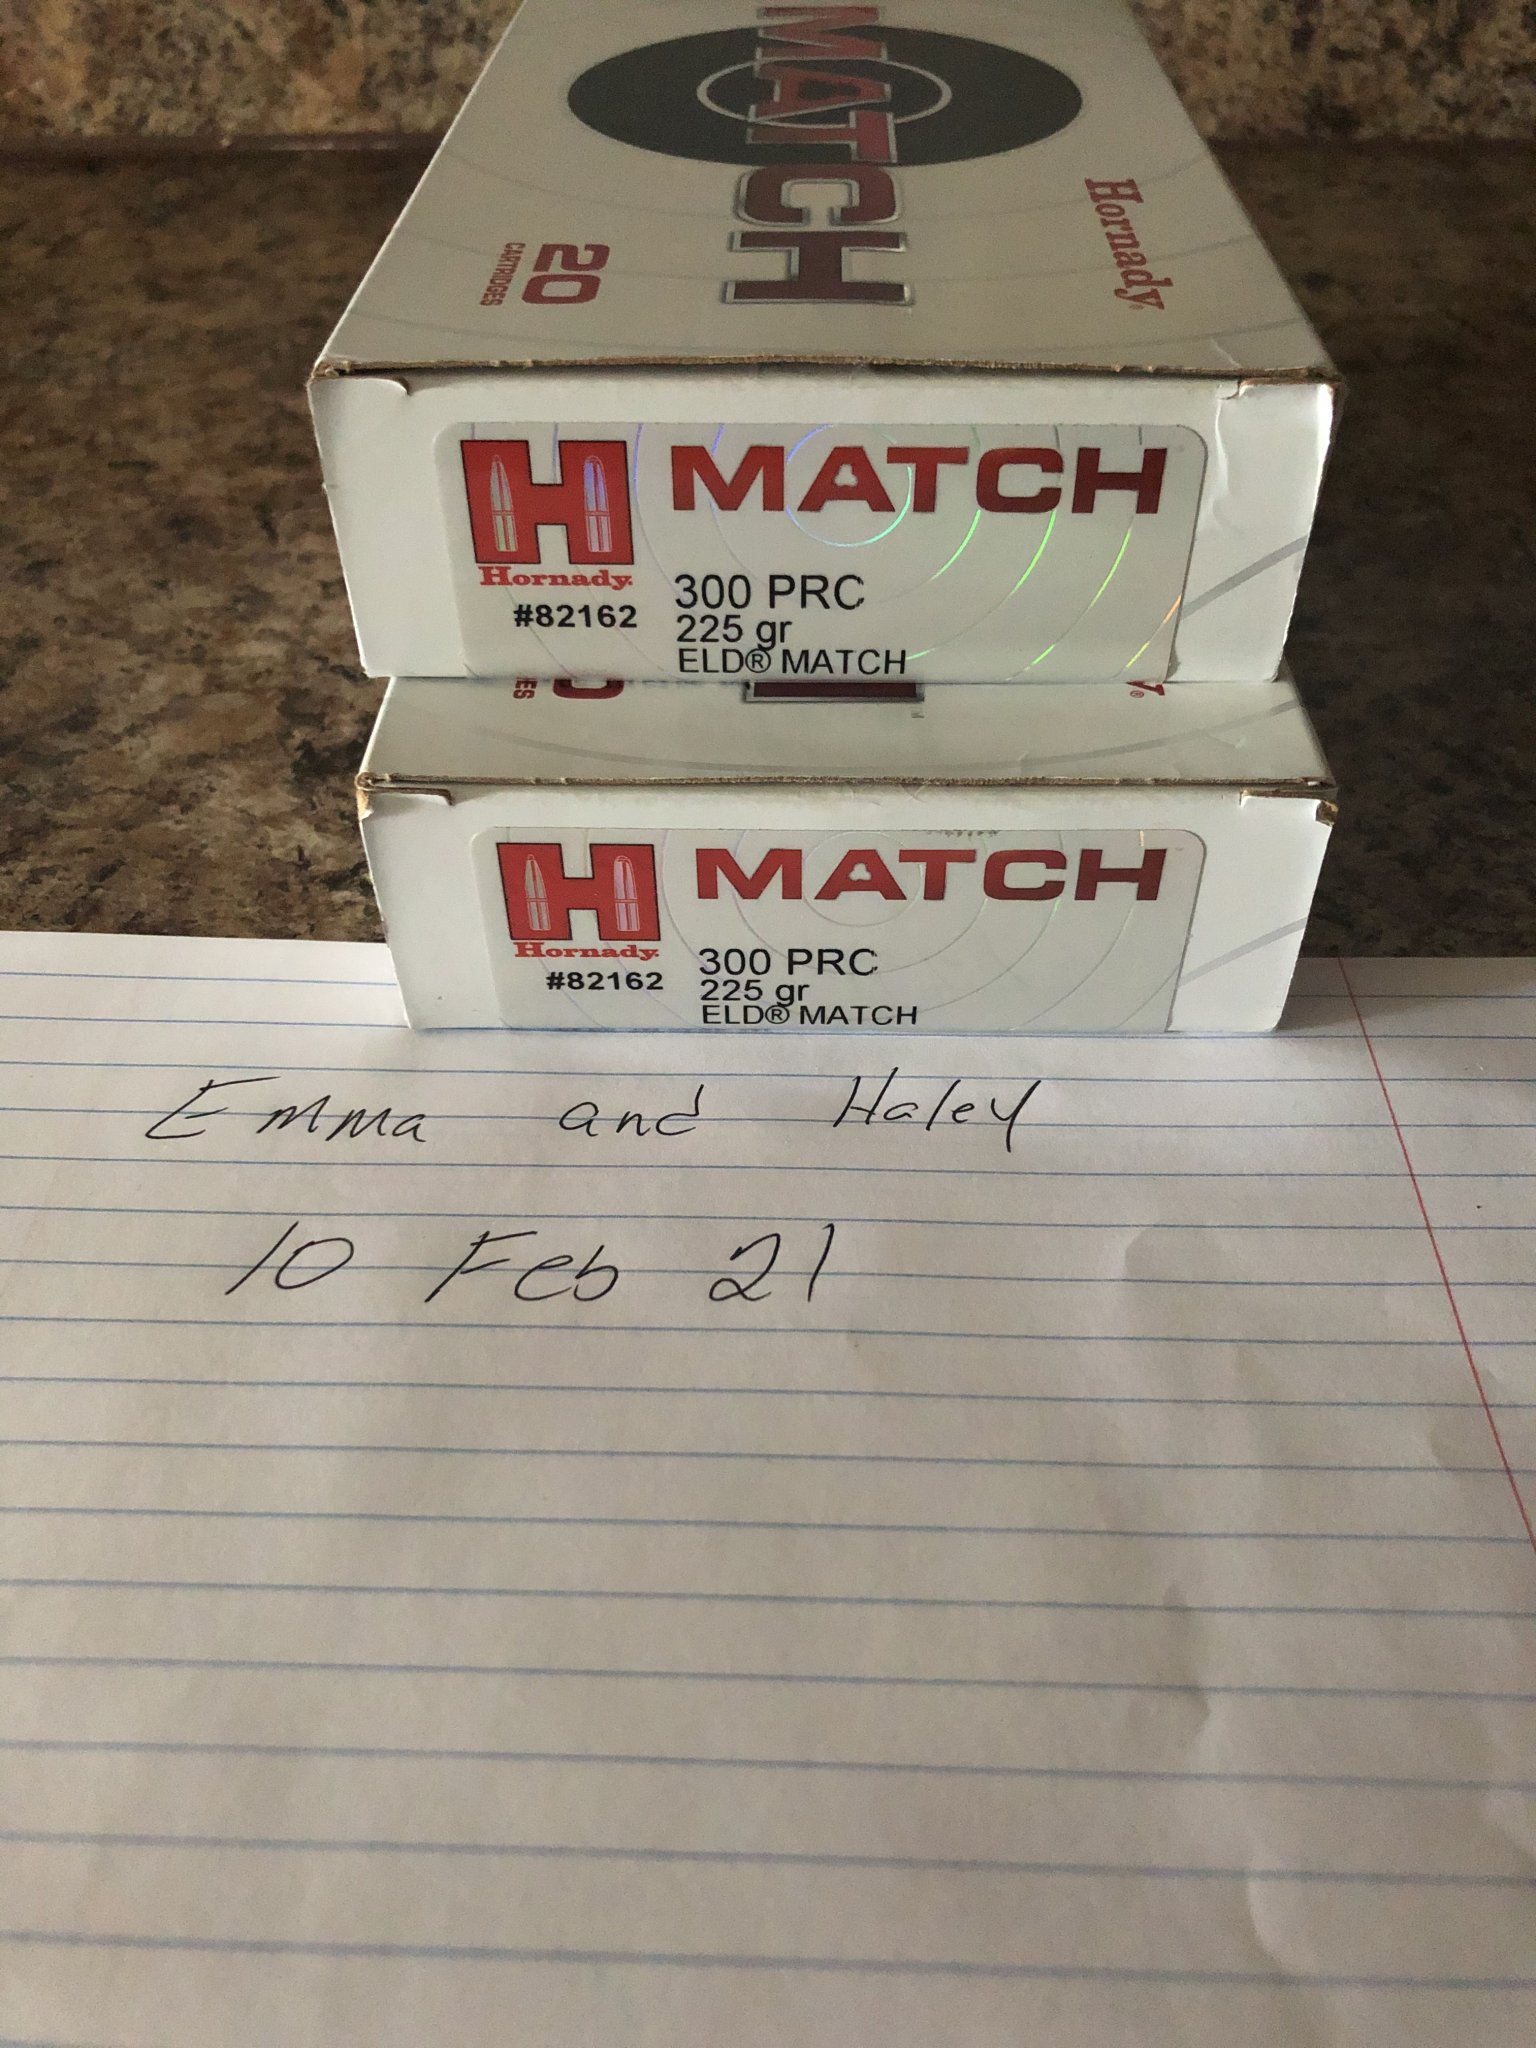 MATCH
Hornady
20
CARTRIDGES
H MATCH
Hornady
#82162
300 PRC
225 gr
ELD® MATCH
H MATCH
Hornady
#82162
300 PRC
225 gr
ELD® MATCH
Emma and Haley
10 Feb 21